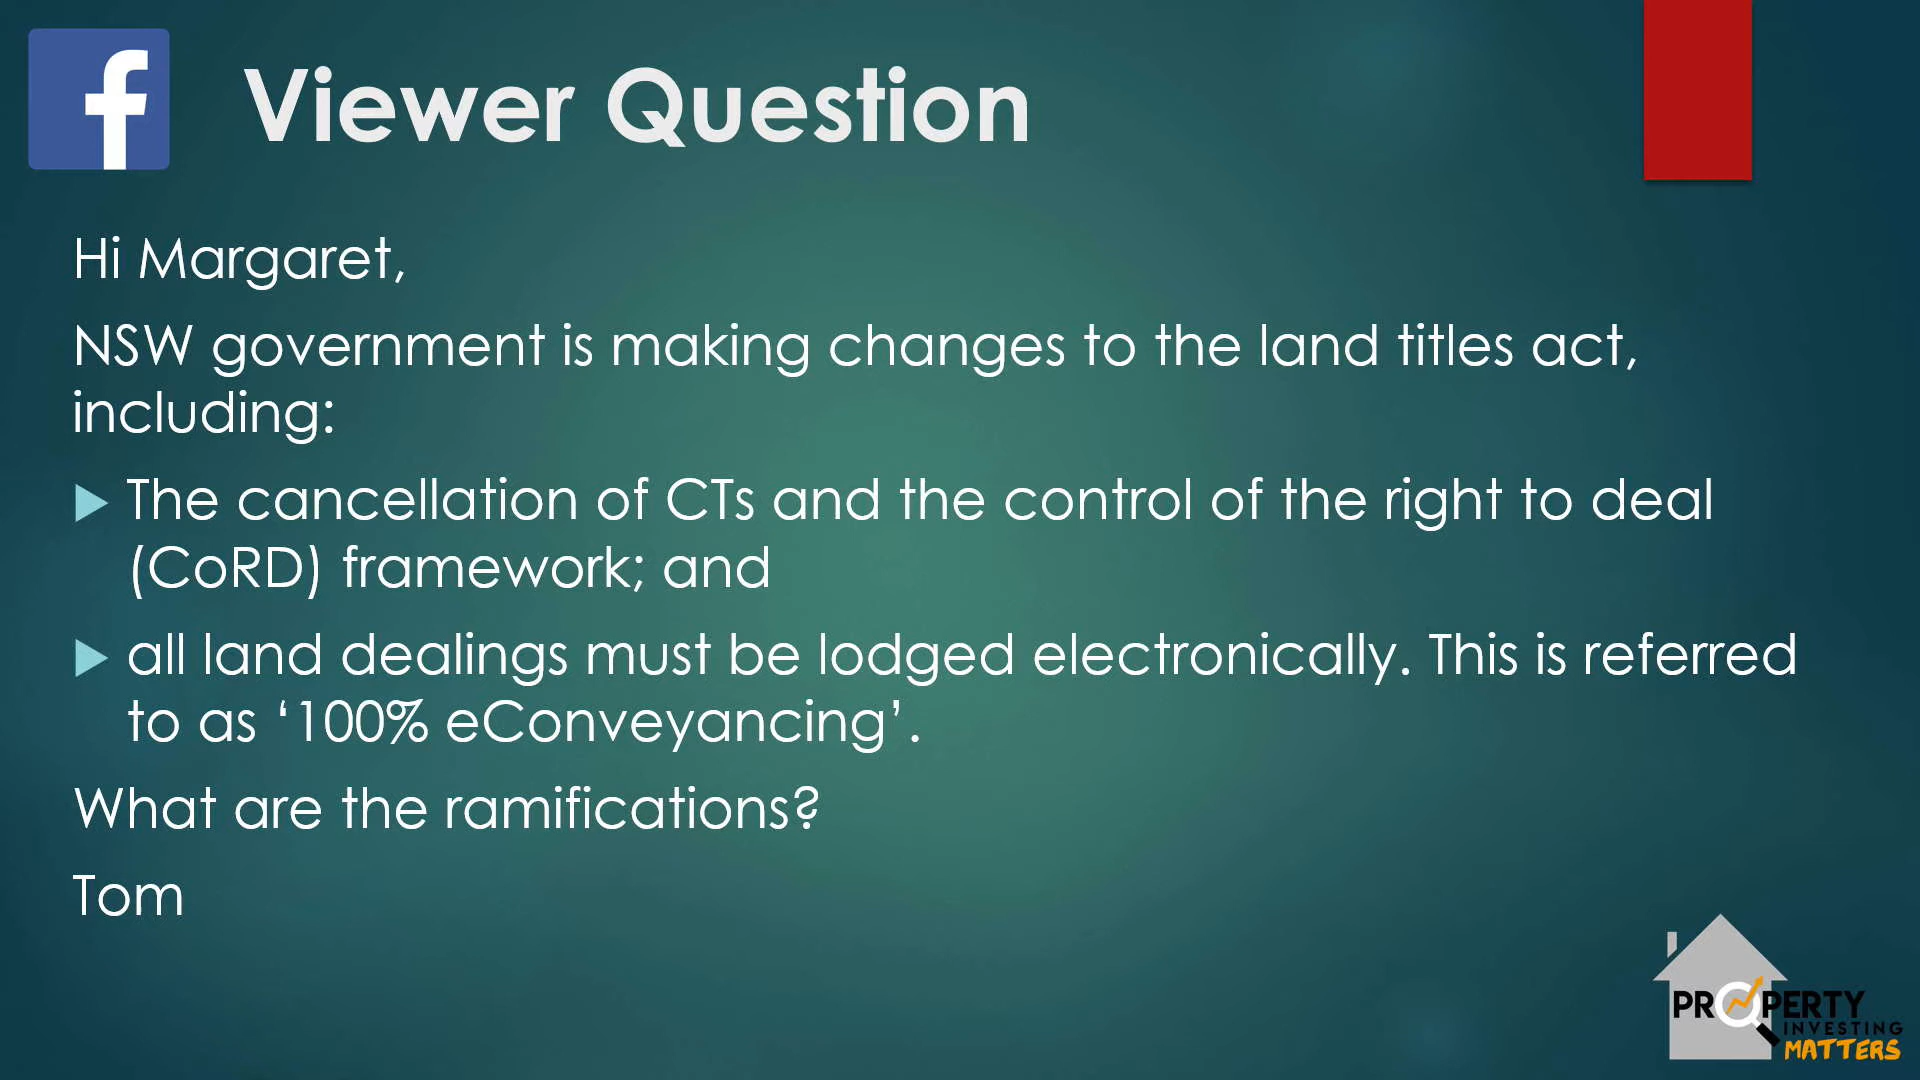 f
Viewer Question
Hi Margaret,
NSW government is making changes to the land titles act,
including:
The cancellation of CTs and the control of the right to deal
(CoRD) framework; and
all land dealings must be lodged electronically. This is referred
to as ‘100% eConveyancing’.
What are the ramifications?
Tom
PROPERTY
INVESTING
MATTERS